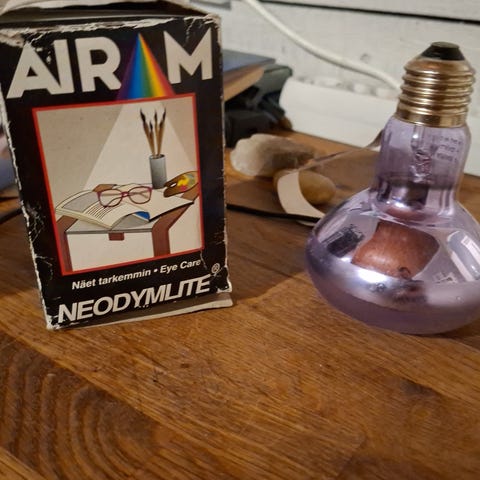 AIRAM
Näet tarkemmin • Eye Care
NEODYMLITE®